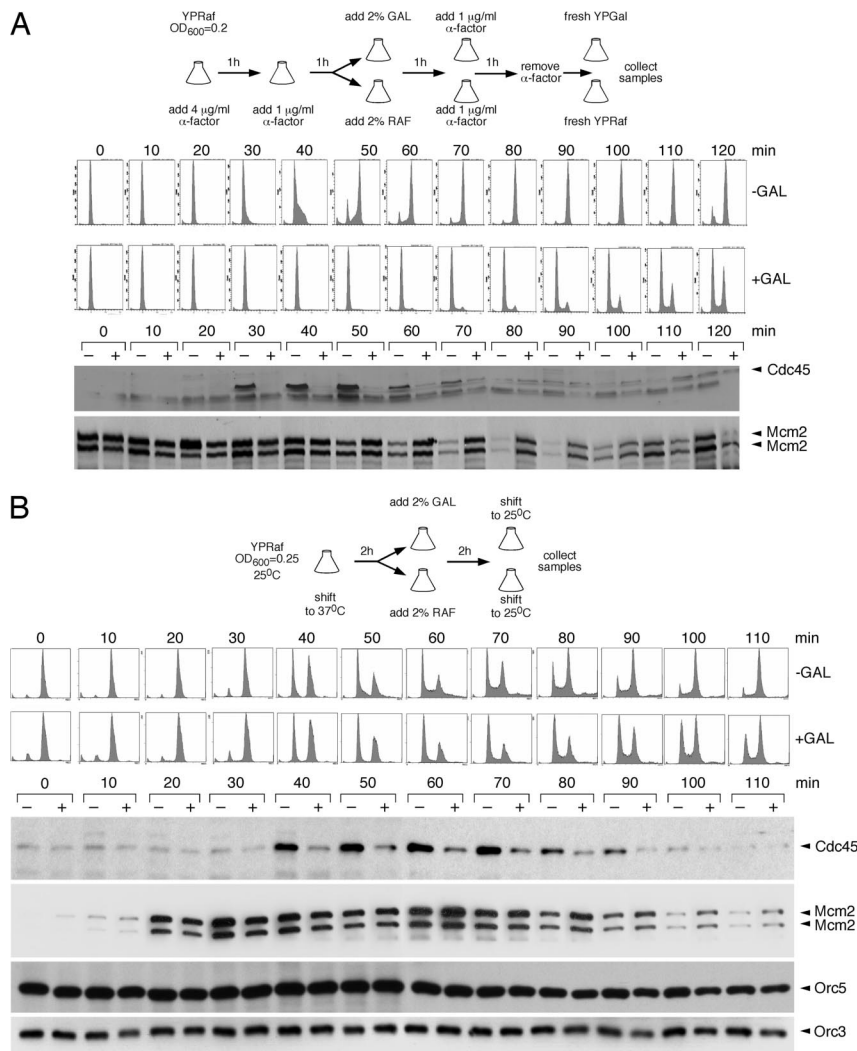 A
YPRaf
OD600=0.2
1h
1h
add 2% GAL
1h
add 1 µg/ml
α-factor
1h
remove
α-factor
fresh YPGal
collect
samples
add 4 µg/ml
α-factor
add 1 µg/ml
α-factor
add 2% RAF
add 1 µg/ml
α-factor
fresh YPRaf
0 10 20 30 40 50 60 70 80 90 100 110 120 min
-GAL
+GAL
0 10 20 30 40 50 60 70 80 90 100 110 120 min
– + – + – + – + – + – + – + – + – + – + – + – + – +
Cdc45
Mcm2
Mcm2
B
YPRaf
OD600=0.25
25⁰C
2h
add 2% GAL
2h
shift
to 25⁰C
collect
samples
shift
to 37⁰C
add 2% RAF
shift
to 25⁰C
0 10 20 30 40 50 60 70 80 90 100 110 min
-GAL
+GAL
0 10 20 30 40 50 60 70 80 90 100 110 min
– + – + – + – + – + – + – + – + – + – + – + – +
Cdc45
Mcm2
Mcm2
Orc5
Orc3